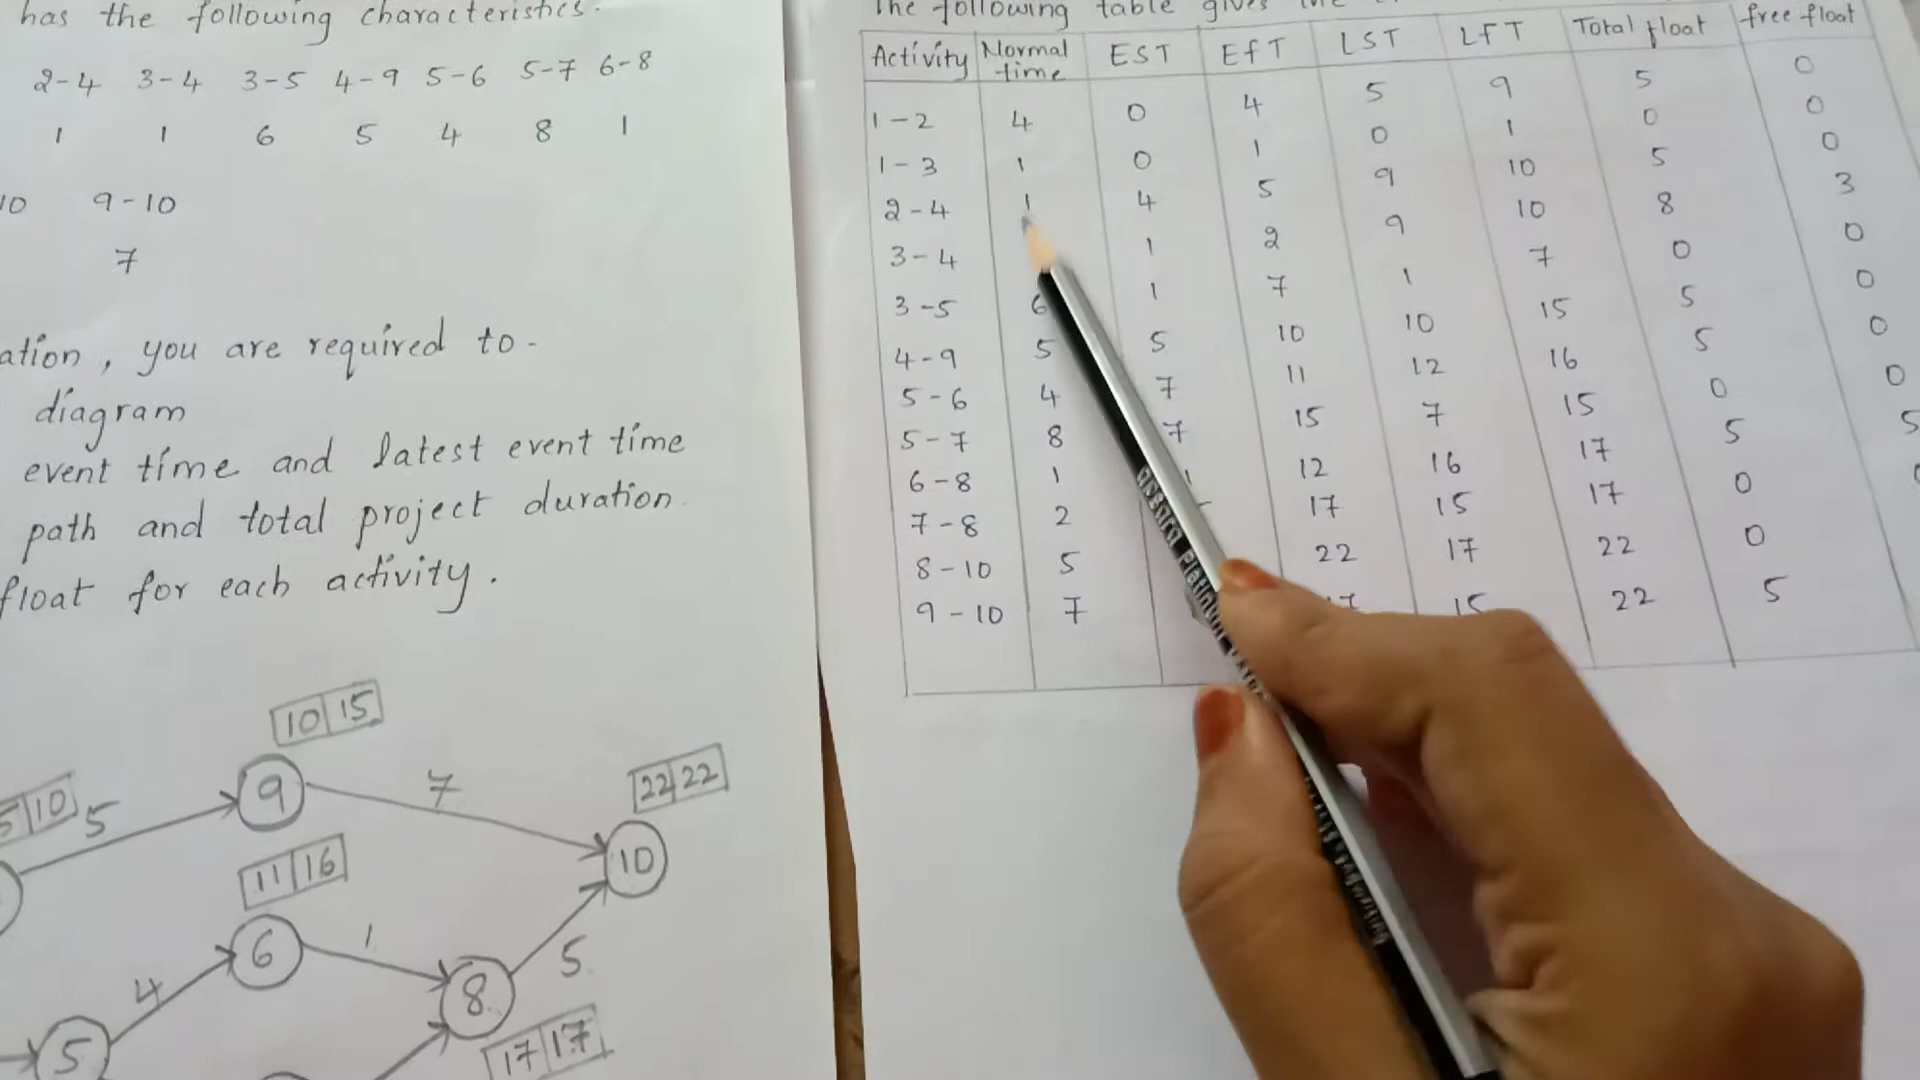 has the following characteristics.
2-4 3-4 3-5 4-9 5-6 5-7 6-8
1 1 6 5 4 8 1
10 9-10
7
ation, you are required to -
diagram
event time and latest event time
path and total project duration.
float for each activity.
10 15
9
7
22 22
5 10
5
10
11 16
6
1
5
8
4
5
17 17
The following table gives the
Activity Normal time EST EfT LST LFT Total float free float
1-2 4 0 4 5 9 5 0
1-3 1 0 1 0 1 0 0
2-4 1 4 5 9 10 5 0
3-4 1 2 9 10 8 3
3-5 6 1 7 1 7 0 0
4-9 5 5 10 10 15 5 0
5-6 4 7 11 12 16 5 0
5-7 8 7 15 7 15 0 0
6-8 1 12 16 17 5 5
7-8 2 17 15 17 0
8-10 5 22 17 22 0
9-10 7 17 15 22 5
apsara Platinum